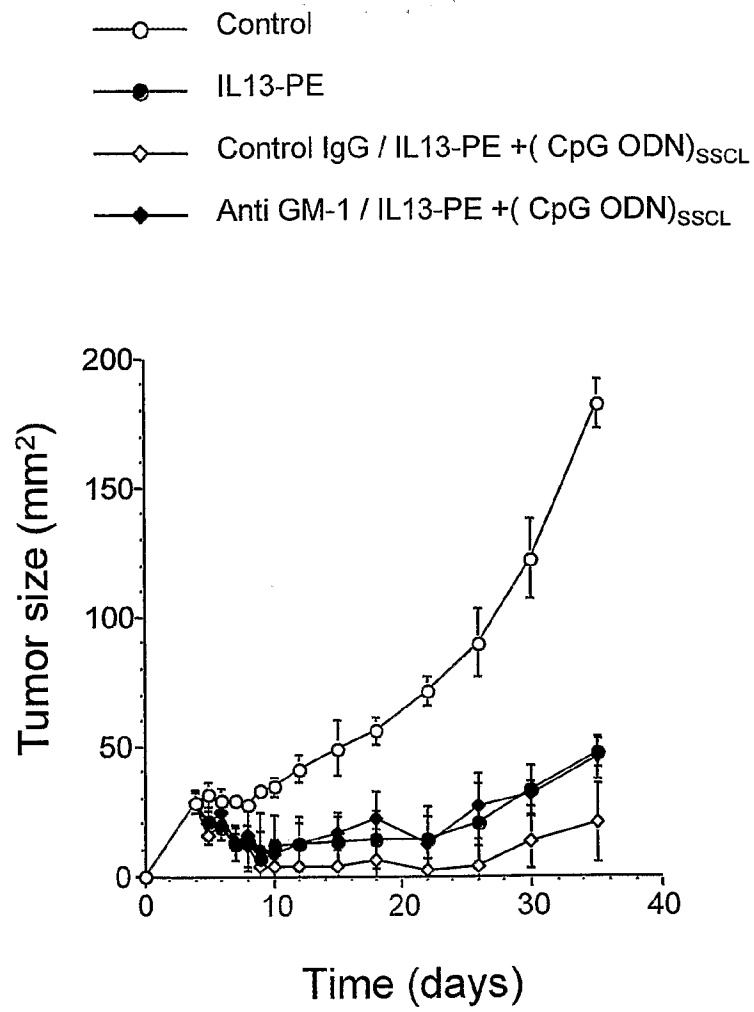 Control
IL13-PE
Control IgG / IL13-PE +( CpG ODN)SSCL
Anti GM-1 / IL13-PE +( CpG ODN)SSCL
200
150
100
50
0
0 10 20 30 40
Tumor size (mm²)
Time (days)